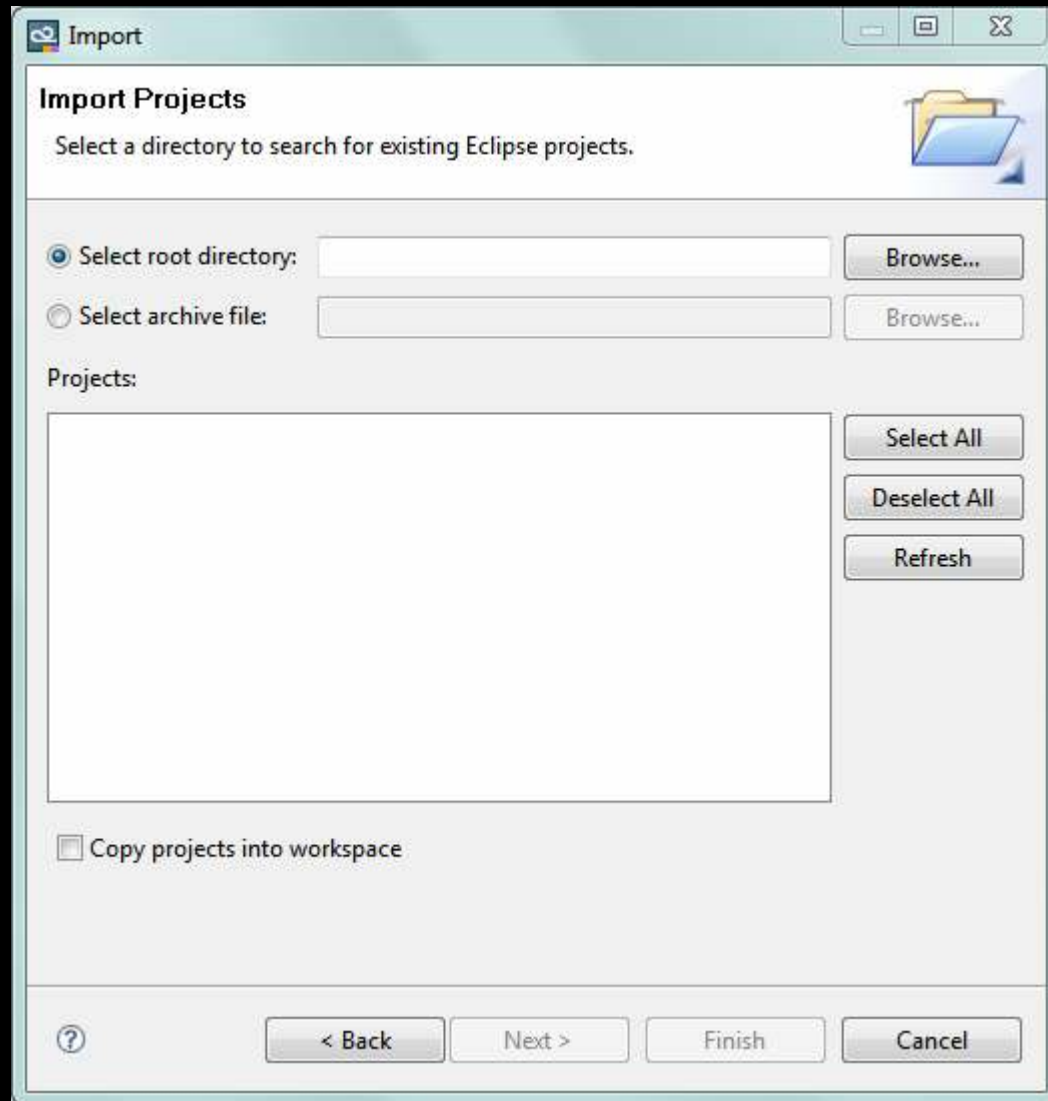 Import
Import Projects
Select a directory to search for existing Eclipse projects.
Select root directory: Browse...
Select archive file: Browse...
Projects:
Select All
Deselect All
Refresh
Copy projects into workspace
? < Back Next > Finish Cancel